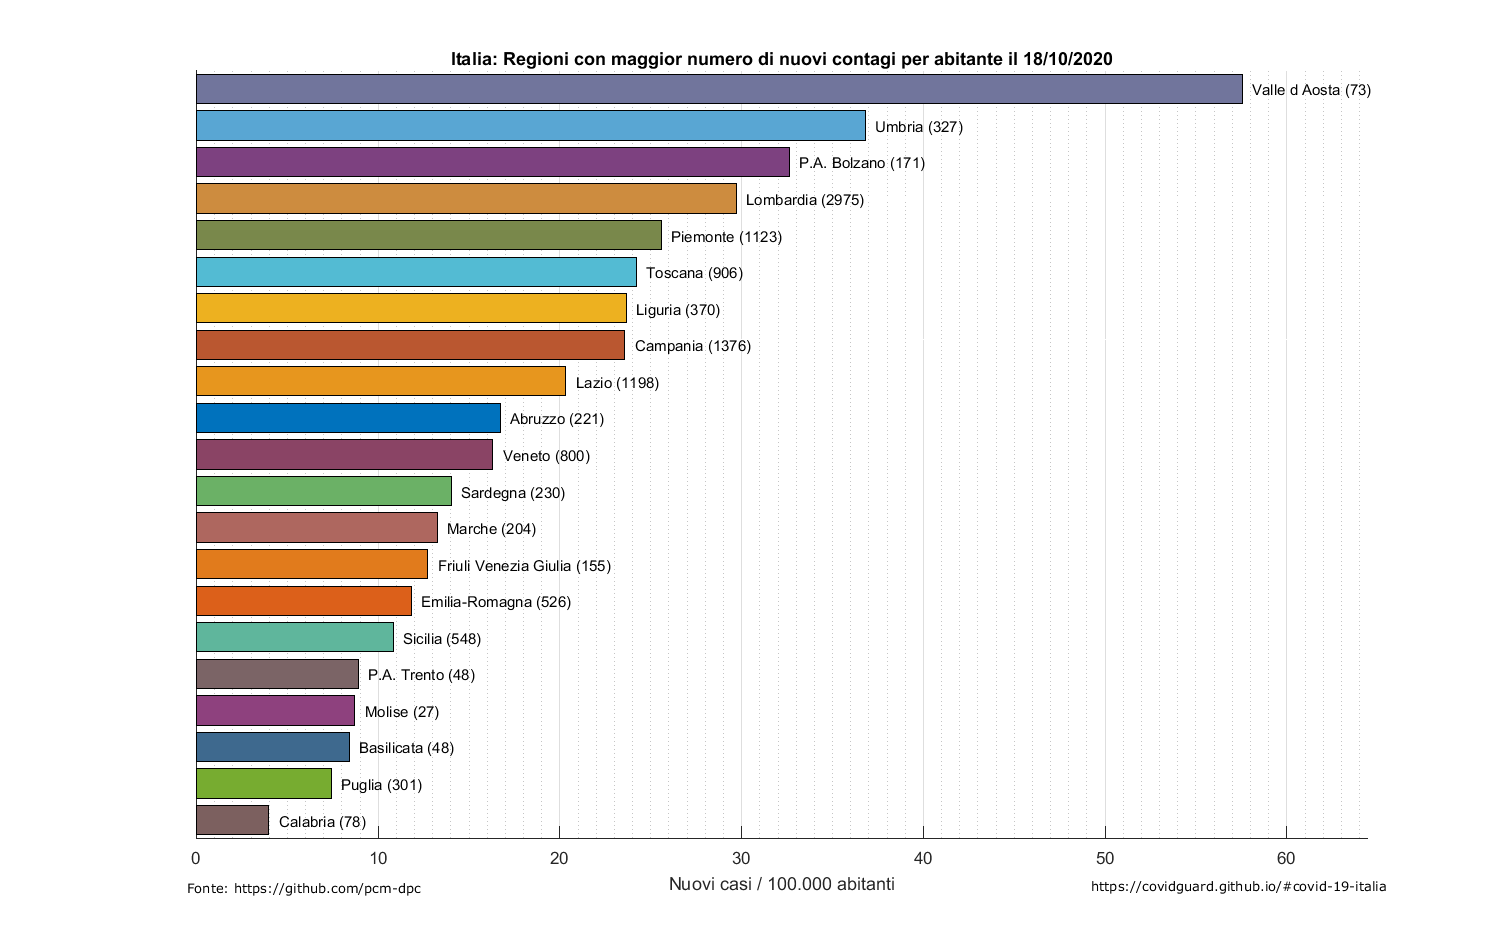 Italia: Regioni con maggior numero di nuovi contagi per abitante il 18/10/2020
Valle d Aosta (73)
Umbria (327)
P.A. Bolzano (171)
Lombardia (2975)
Piemonte (1123)
Toscana (906)
Liguria (370)
Campania (1376)
Lazio (1198)
Abruzzo (221)
Veneto (800)
Sardegna (230)
Marche (204)
Friuli Venezia Giulia (155)
Emilia-Romagna (526)
Sicilia (548)
P.A. Trento (48)
Molise (27)
Basilicata (48)
Puglia (301)
Calabria (78)
0 10 20 30 40 50 60
Nuovi casi / 100.000 abitanti
Fonte: https://github.com/pcm-dpc
https://covidguard.github.io/#covid-19-italia